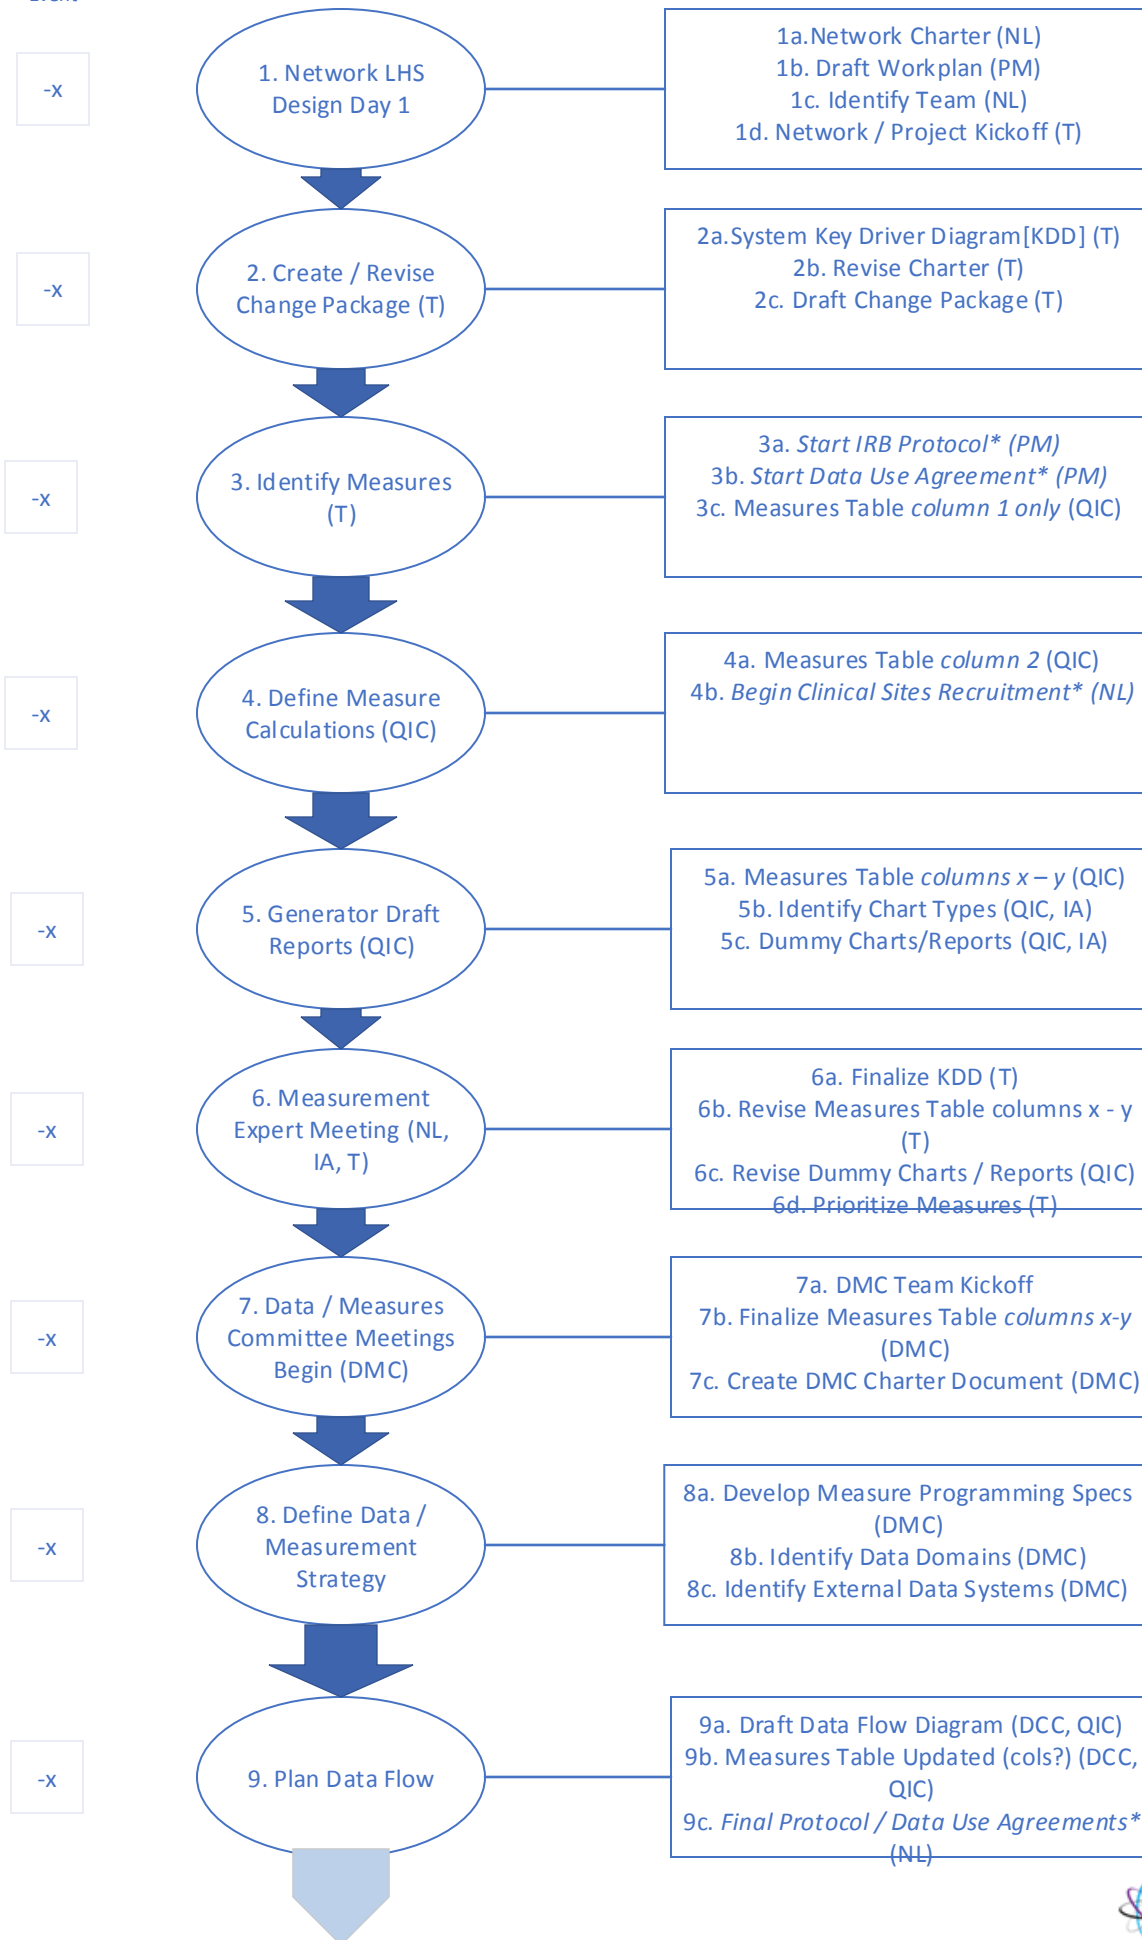 -x
1. Network LHS
Design Day 1
1a.Network Charter (NL)
1b. Draft Workplan (PM)
1c. Identify Team (NL)
1d. Network / Project Kickoff (T)
-x
2. Create / Revise
Change Package (T)
2a.System Key Driver Diagram[KDD] (T)
2b. Revise Charter (T)
2c. Draft Change Package (T)
-x
3. Identify Measures
(T)
3a. Start IRB Protocol* (PM)
3b. Start Data Use Agreement* (PM)
3c. Measures Table column 1 only (QIC)
-x
4. Define Measure
Calculations (QIC)
4a. Measures Table column 2 (QIC)
4b. Begin Clinical Sites Recruitment* (NL)
-x
5. Generator Draft
Reports (QIC)
5a. Measures Table columns x – y (QIC)
5b. Identify Chart Types (QIC, IA)
5c. Dummy Charts/Reports (QIC, IA)
-x
6. Measurement
Expert Meeting (NL,
IA, T)
6a. Finalize KDD (T)
6b. Revise Measures Table columns x - y
(T)
6c. Revise Dummy Charts / Reports (QIC)
6d. Prioritize Measures (T)
-x
7. Data / Measures
Committee Meetings
Begin (DMC)
7a. DMC Team Kickoff
7b. Finalize Measures Table columns x-y
(DMC)
7c. Create DMC Charter Document (DMC)
-x
8. Define Data /
Measurement
Strategy
8a. Develop Measure Programming Specs
(DMC)
8b. Identify Data Domains (DMC)
8c. Identify External Data Systems (DMC)
-x
9. Plan Data Flow
9a. Draft Data Flow Diagram (DCC, QIC)
9b. Measures Table Updated (cols?) (DCC,
QIC)
9c. Final Protocol / Data Use Agreements*
(NL)